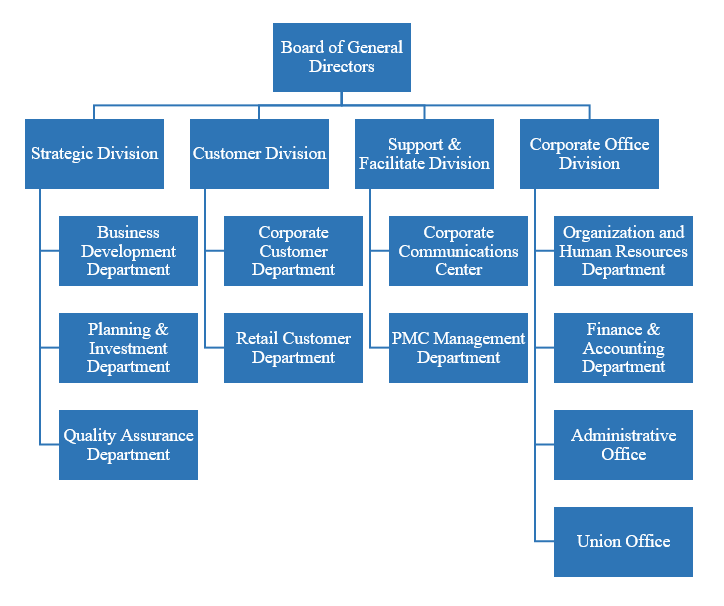 Board of General
Directors
Strategic Division
Customer Division
Support &
Facilitate Division
Corporate Office
Division
Business
Development
Department
Corporate
Customer
Department
Corporate
Communications
Center
Organization and
Human Resources
Department
Planning &
Investment
Department
Retail Customer
Department
PMC Management
Department
Finance &
Accounting
Department
Quality Assurance
Department
Administrative
Office
Union Office